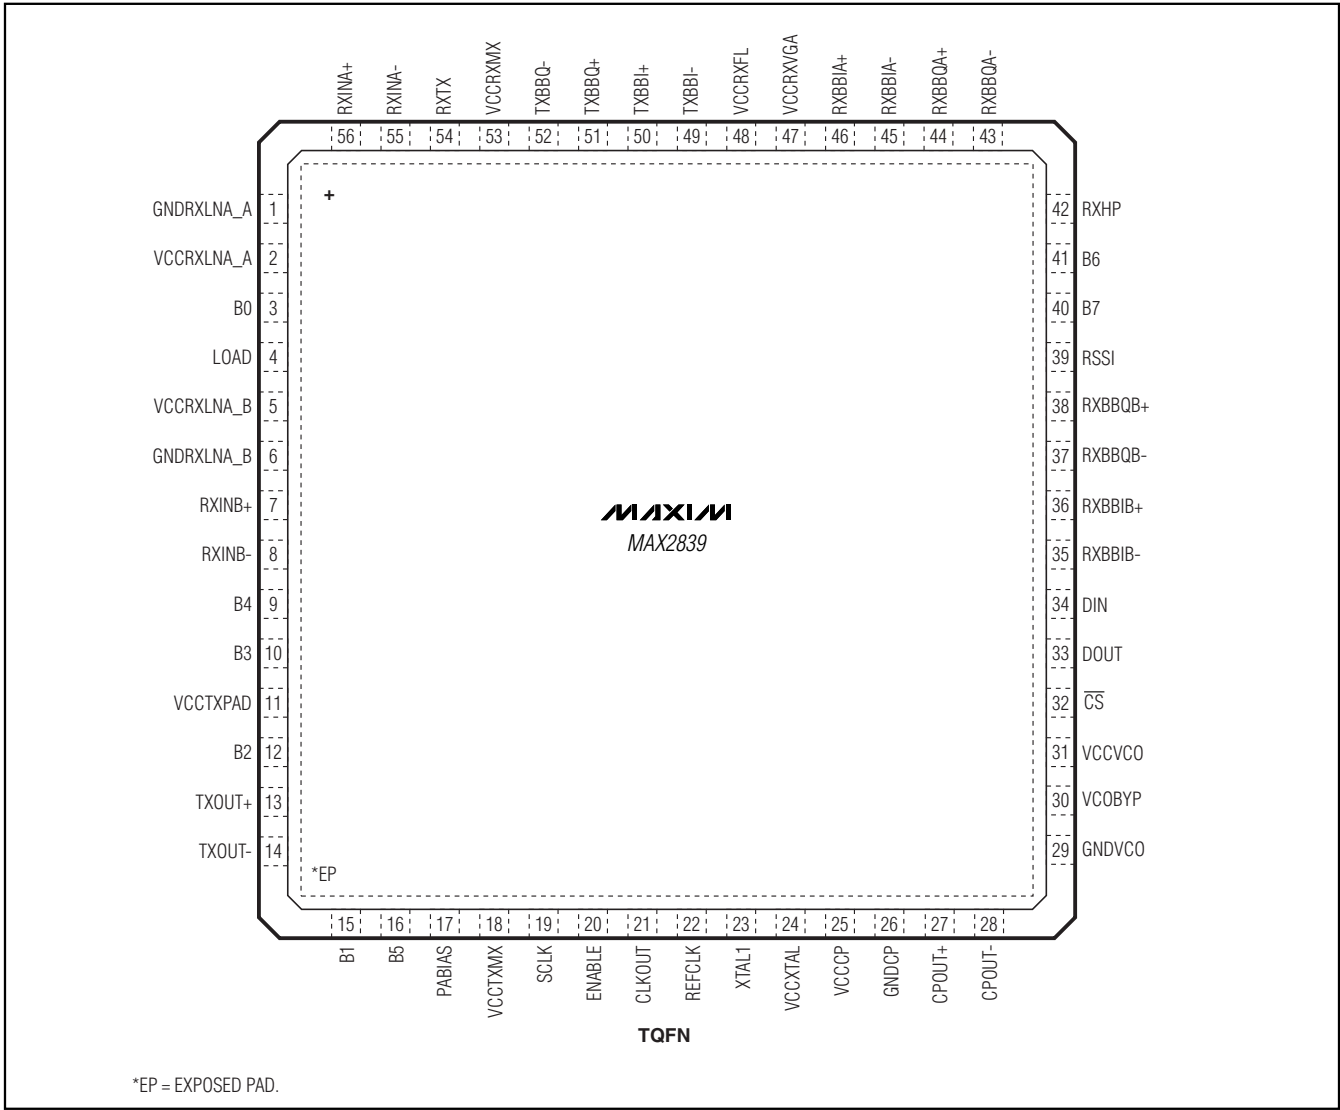 RXINA+
RXINA-
RXTX
VCCRXMX
TXBBQ-
TXBBQ+
TXBBI+
TXBBI-
VCCRXFL
VCCRXVGA
RXBBIA+
RXBBIA-
RXBBQA+
RXBBQA-
56 55 54 53 52 51 50 49 48 47 46 45 44 43
+
GNDRXLNA_A 1
VCCRXLNA_A 2
B0 3
LOAD 4
VCCRXLNA_B 5
GNDRXLNA_B 6
RXINB+ 7
RXINB- 8
B4 9
B3 10
VCCTXPAD 11
B2 12
TXOUT+ 13
TXOUT- 14
MAXIM
MAX2839
42 RXHP
41 B6
40 B7
39 RSSI
38 RXBBQB+
37 RXBBQB-
36 RXBBIB+
35 RXBBIB-
34 DIN
33 DOUT
32 C̅S̅
31 VCCVCO
30 VCOBYP
29 GNDVCO
*EP
15 16 17 18 19 20 21 22 23 24 25 26 27 28
B1
B5
PABIAS
VCCTXMX
SCLK
ENABLE
CLKOUT
REFCLK
XTAL1
VCCXTAL
VCCCP
GNDCP
CPOUT+
CPOUT-
TQFN
*EP = EXPOSED PAD.